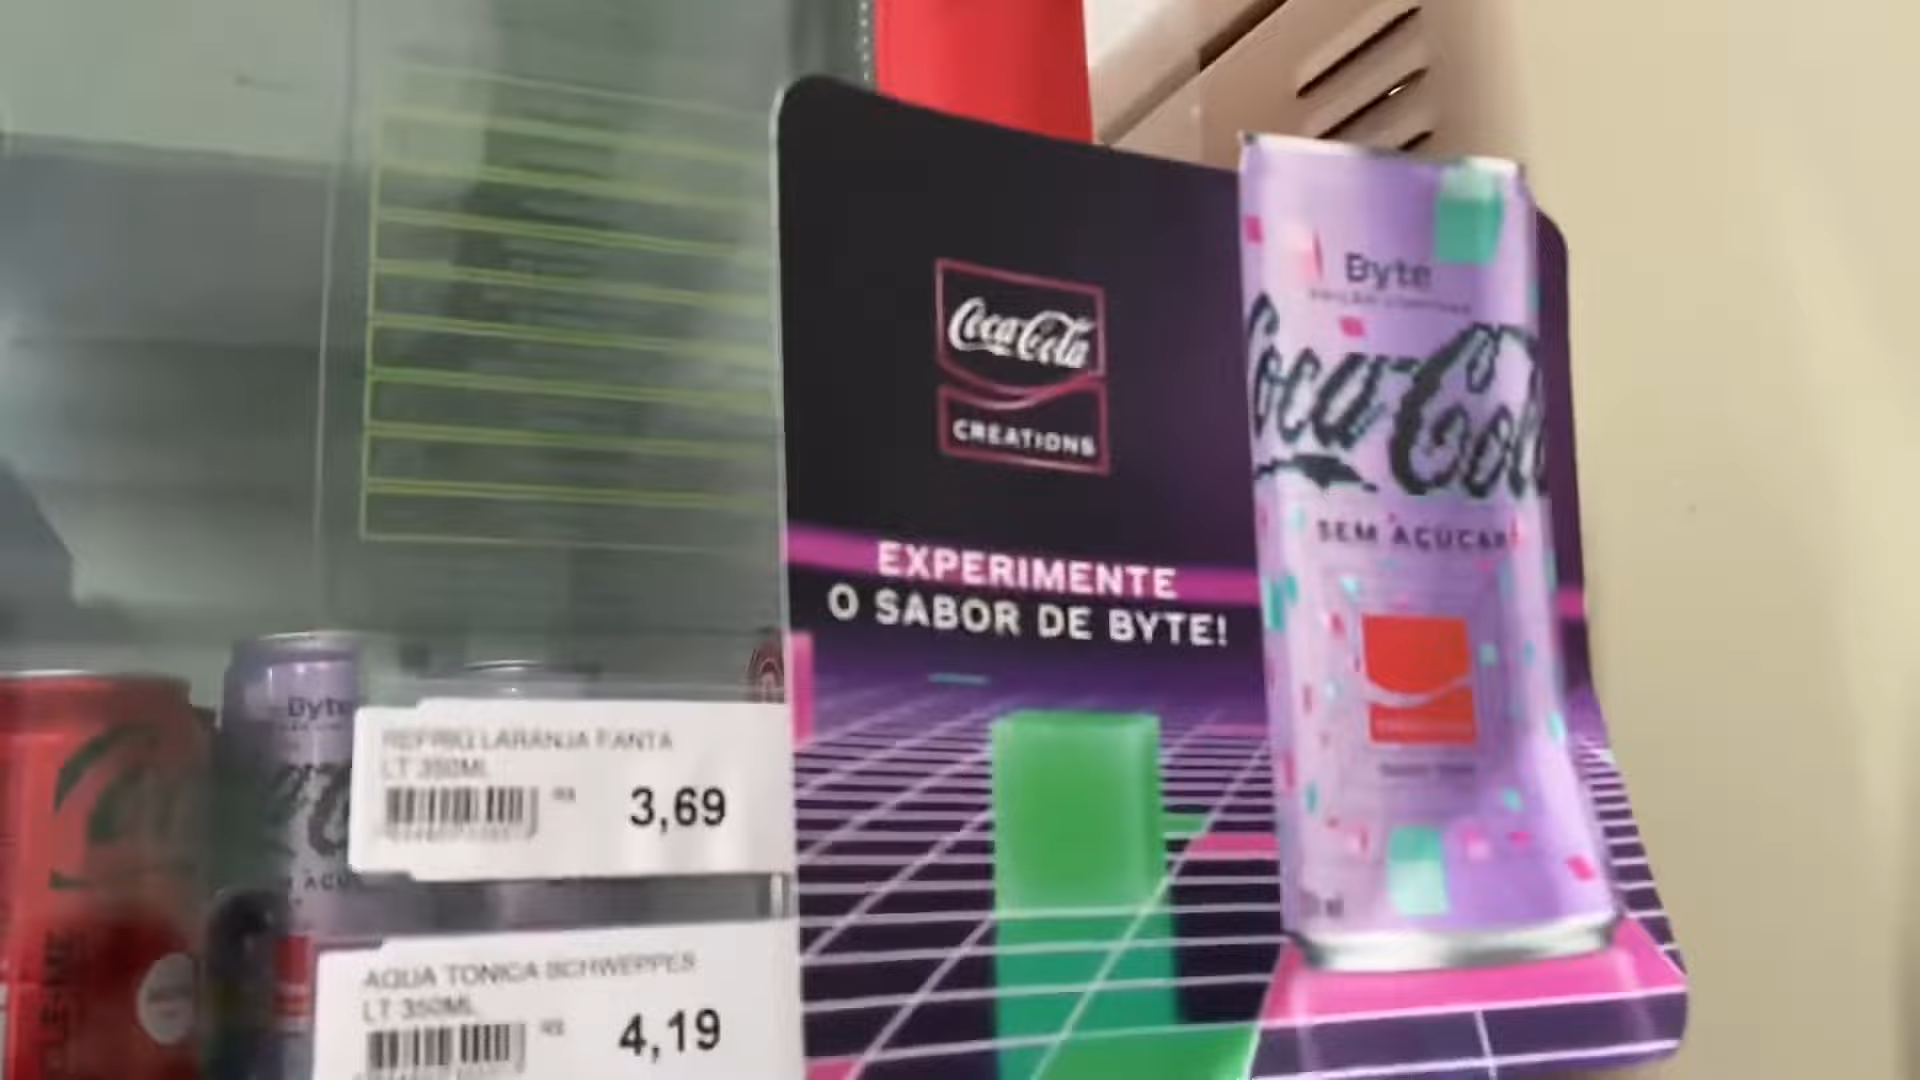 Coca-Cola
CREATIONS
EXPERIMENTE
O SABOR DE BYTE!
Byte
Coca-Cola
SEM AÇÚCAR
Byte
REFRIG LARANJA FANTA
LT 350ML
R$ 3,69
AGUA TONICA SCHWEPPES
LT 350ML
R$ 4,19